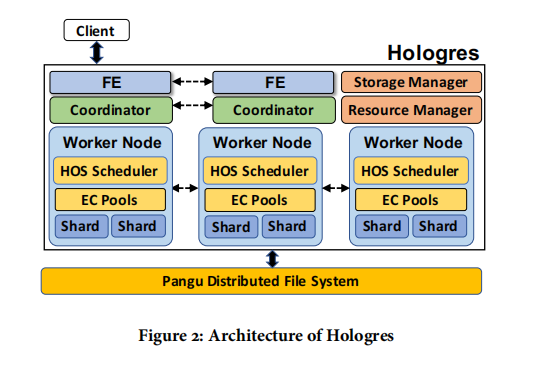 Client
Hologres
FE
FE
Storage Manager
Coordinator
Coordinator
Resource Manager
Worker Node
Worker Node
Worker Node
HOS Scheduler
HOS Scheduler
HOS Scheduler
EC Pools
EC Pools
EC Pools
Shard
Shard
Shard
Shard
Shard
Shard
Pangu Distributed File System
Figure 2: Architecture of Hologres